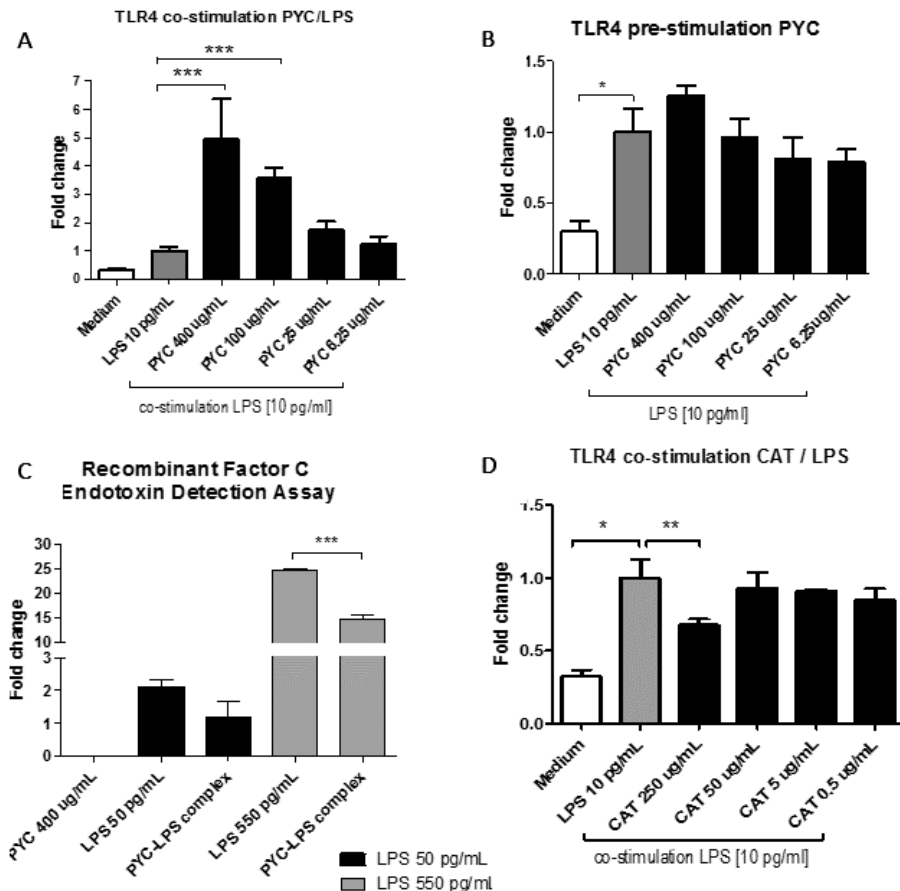 A
TLR4 co-stimulation PYC/LPS
***
***
7
6
5
4
3
2
1
0
Fold change
Medium
LPS 10 pg/mL
PYC 400 ug/mL
PYC 100 ug/mL
PYC 25 ug/mL
PYC 6.25 ug/mL
co-stimulation LPS [10 pg/ml]
B
TLR4 pre-stimulation PYC
*
1.5
1.0
0.5
0.0
Fold change
Medium
LPS 10 pg/mL
PYC 400 ug/mL
PYC 100 ug/mL
PYC 25 ug/mL
PYC 6.25ug/mL
LPS [10 pg/ml]
C
Recombinant Factor C
Endotoxin Detection Assay
***
30
25
20
15
10
3
2
1
0
Fold change
PYC 400 ug/mL
LPS 50 pg/mL
PYC-LPS complex
LPS 550 pg/mL
PYC-LPS complex
LPS 50 pg/mL
LPS 550 pg/mL
D
TLR4 co-stimulation CAT / LPS
*
**
1.5
1.0
0.5
0.0
Fold change
Medium
LPS 10 pg/mL
CAT 250 ug/mL
CAT 50 ug/mL
CAT 5 ug/mL
CAT 0.5 ug/mL
co-stimulation LPS [10 pg/ml]